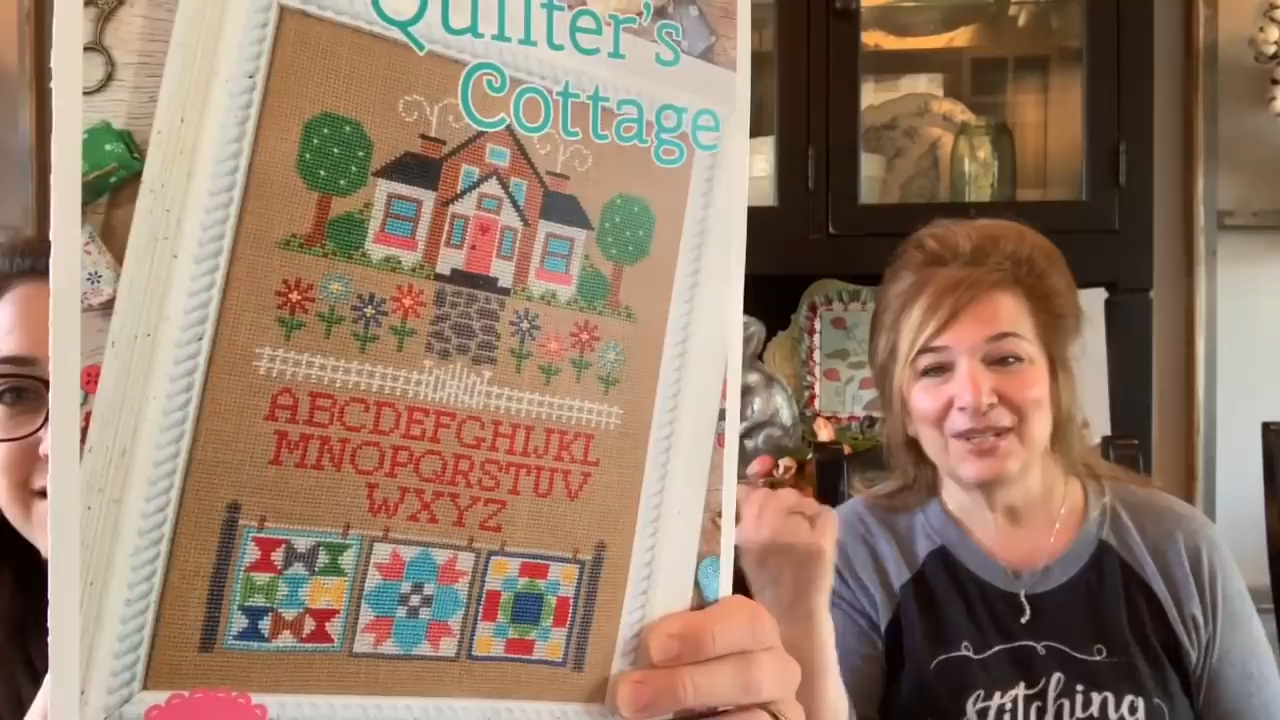 Quilter's
Cottage
ABCDEFGHIJKL
MNOPQRSTUV
WXYZ
Stitching